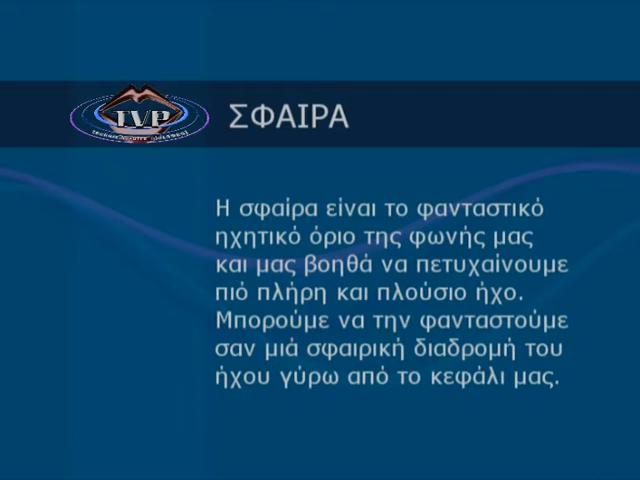 TVP
ΣΦΑΙΡΑ
Η σφαίρα είναι το φανταστικό
ηχητικό όριο της φωνής μας
και μας βοηθά να πετυχαίνουμε
πιό πλήρη και πλούσιο ήχο.
Μπορούμε να την φανταστούμε
σαν μιά σφαιρική διαδρομή του
ήχου γύρω από το κεφάλι μας.